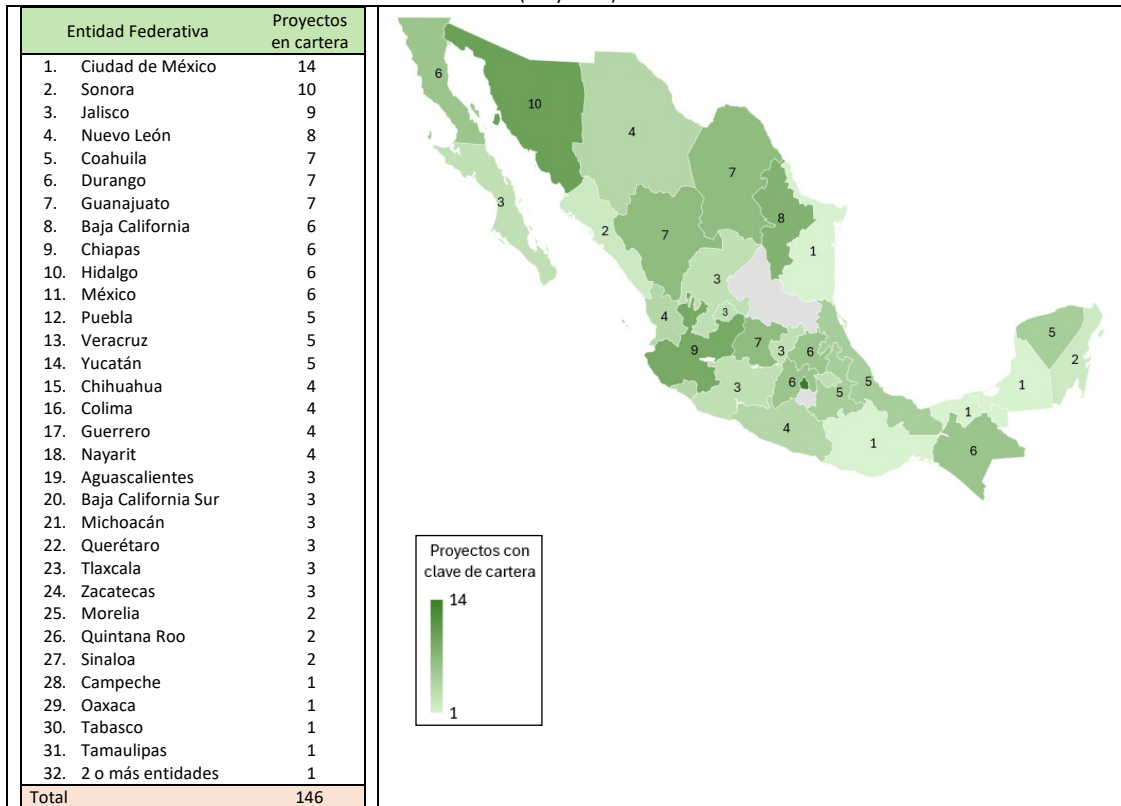 Entidad Federativa Proyectos en cartera
1. Ciudad de México 14
2. Sonora 10
3. Jalisco 9
4. Nuevo León 8
5. Coahuila 7
6. Durango 7
7. Guanajuato 7
8. Baja California 6
9. Chiapas 6
10. Hidalgo 6
11. México 6
12. Puebla 5
13. Veracruz 5
14. Yucatán 5
15. Chihuahua 4
16. Colima 4
17. Guerrero 4
18. Nayarit 4
19. Aguascalientes 3
20. Baja California Sur 3
21. Michoacán 3
22. Querétaro 3
23. Tlaxcala 3
24. Zacatecas 3
25. Morelia 2
26. Quintana Roo 2
27. Sinaloa 2
28. Campeche 1
29. Oaxaca 1
30. Tabasco 1
31. Tamaulipas 1
32. 2 o más entidades 1
Total 146
6
10
4
7
3
8
2
7
1
3
4
3
9
7
3
6
5
2
3
6
5
5
1
1
4
1
6
Proyectos con
clave de cartera
14
1